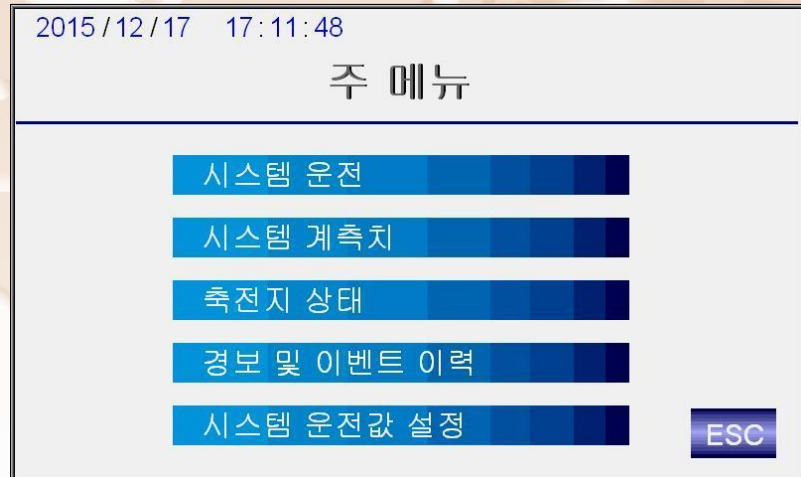 2015/12/17 17:11:48
주 메뉴
시스템 운전
시스템 계측치
축전지 상태
경보 및 이벤트 이력
시스템 운전값 설정
ESC